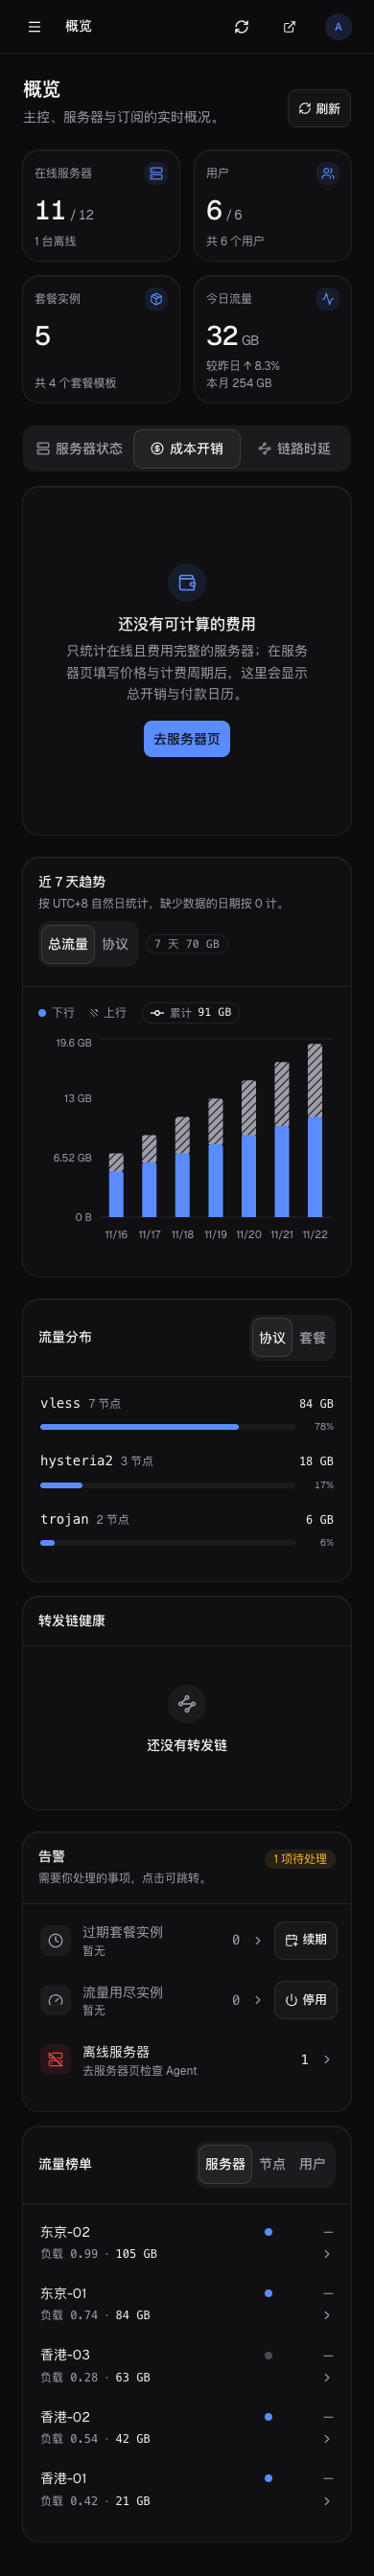 概览
A
概览
主控、服务器与订阅的实时概况。
刷新
在线服务器
11 / 12
1 台离线
用户
6 / 6
共 6 个用户
套餐实例
5
共 4 个套餐模板
今日流量
32 GB
较昨日 ↑ 8.3%
本月 254 GB
服务器状态
成本开销
链路时延
还没有可计算的费用
只统计在线且费用完整的服务器；在服务
器页填写价格与计费周期后，这里会显示
总开销与付款日历。
去服务器页
近 7 天趋势
按 UTC+8 自然日统计，缺少数据的日期按 0 计。
总流量 协议
7 天 70 GB
下行 上行 累计 91 GB
19.6 GB
13 GB
6.52 GB
0 B
11/16 11/17 11/18 11/19 11/20 11/21 11/22
流量分布
协议 套餐
vless 7 节点 84 GB
78%
hysteria2 3 节点 18 GB
17%
trojan 2 节点 6 GB
6%
转发链健康
还没有转发链
告警
1 项待处理
需要你处理的事项，点击可跳转。
过期套餐实例
暂无
0
续期
流量用尽实例
暂无
0
停用
离线服务器
去服务器页检查 Agent
1
流量榜单
服务器 节点 用户
东京-02 —
负载 0.99 · 105 GB
东京-01 —
负载 0.74 · 84 GB
香港-03 —
负载 0.28 · 63 GB
香港-02 —
负载 0.54 · 42 GB
香港-01 —
负载 0.42 · 21 GB